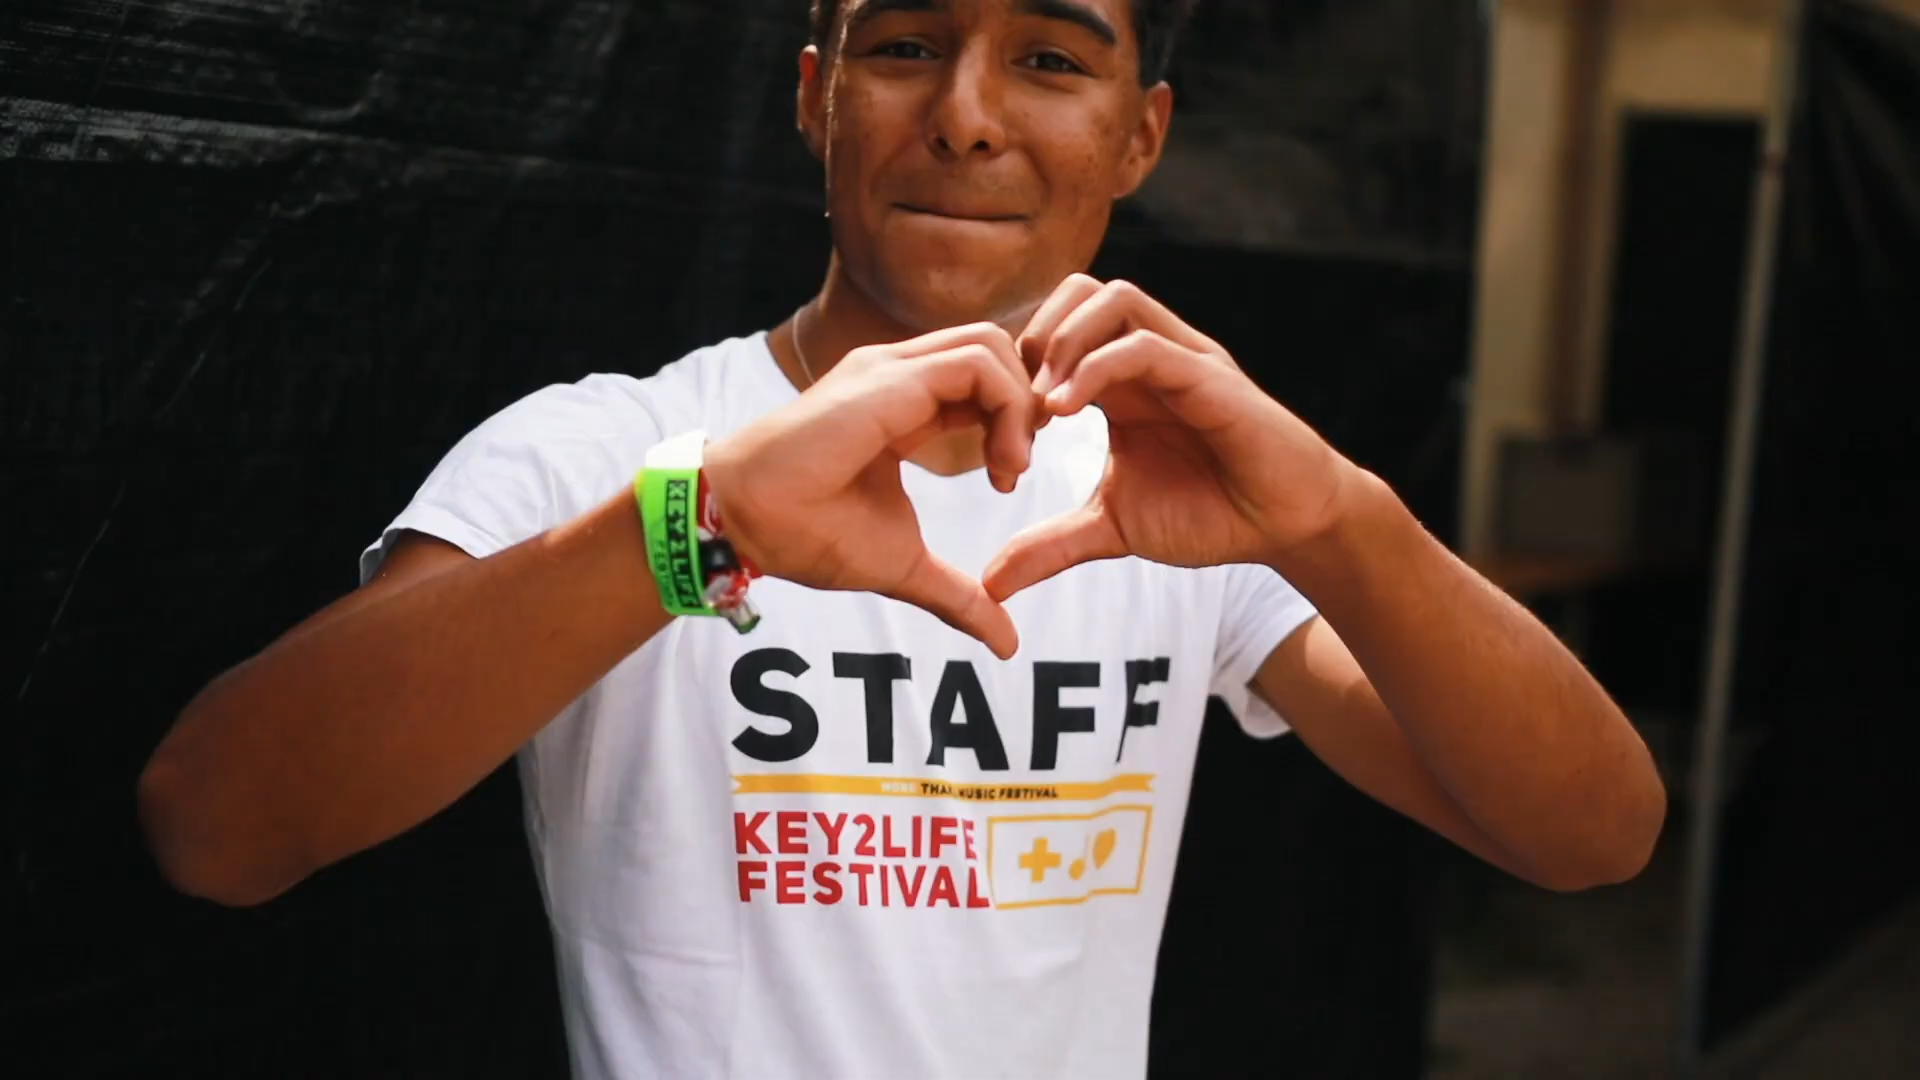 KEY2LIFE
STAFF
MORE THAN MUSIC FESTIVAL
KEY2LIFE
FESTIVAL